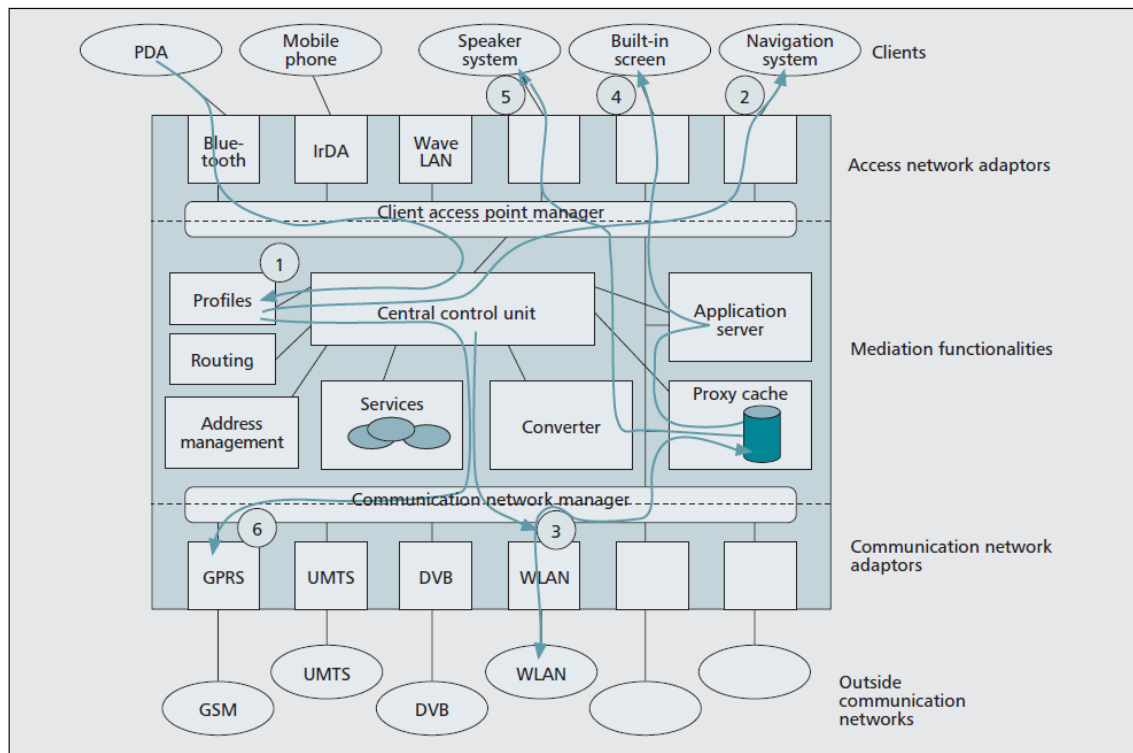 PDA
Mobile
phone
Speaker
system
Built-in
screen
Navigation
system
Clients
5
4
2
Blue-
tooth
IrDA
Wave
LAN
Access network adaptors
Client access point manager
1
Profiles
Central control unit
Application
server
Routing
Mediation functionalities
Address
management
Services
Converter
Proxy cache
Communication network manager
6
3
GPRS
UMTS
DVB
WLAN
Communication network
adaptors
UMTS
WLAN
GSM
DVB
Outside
communication
networks